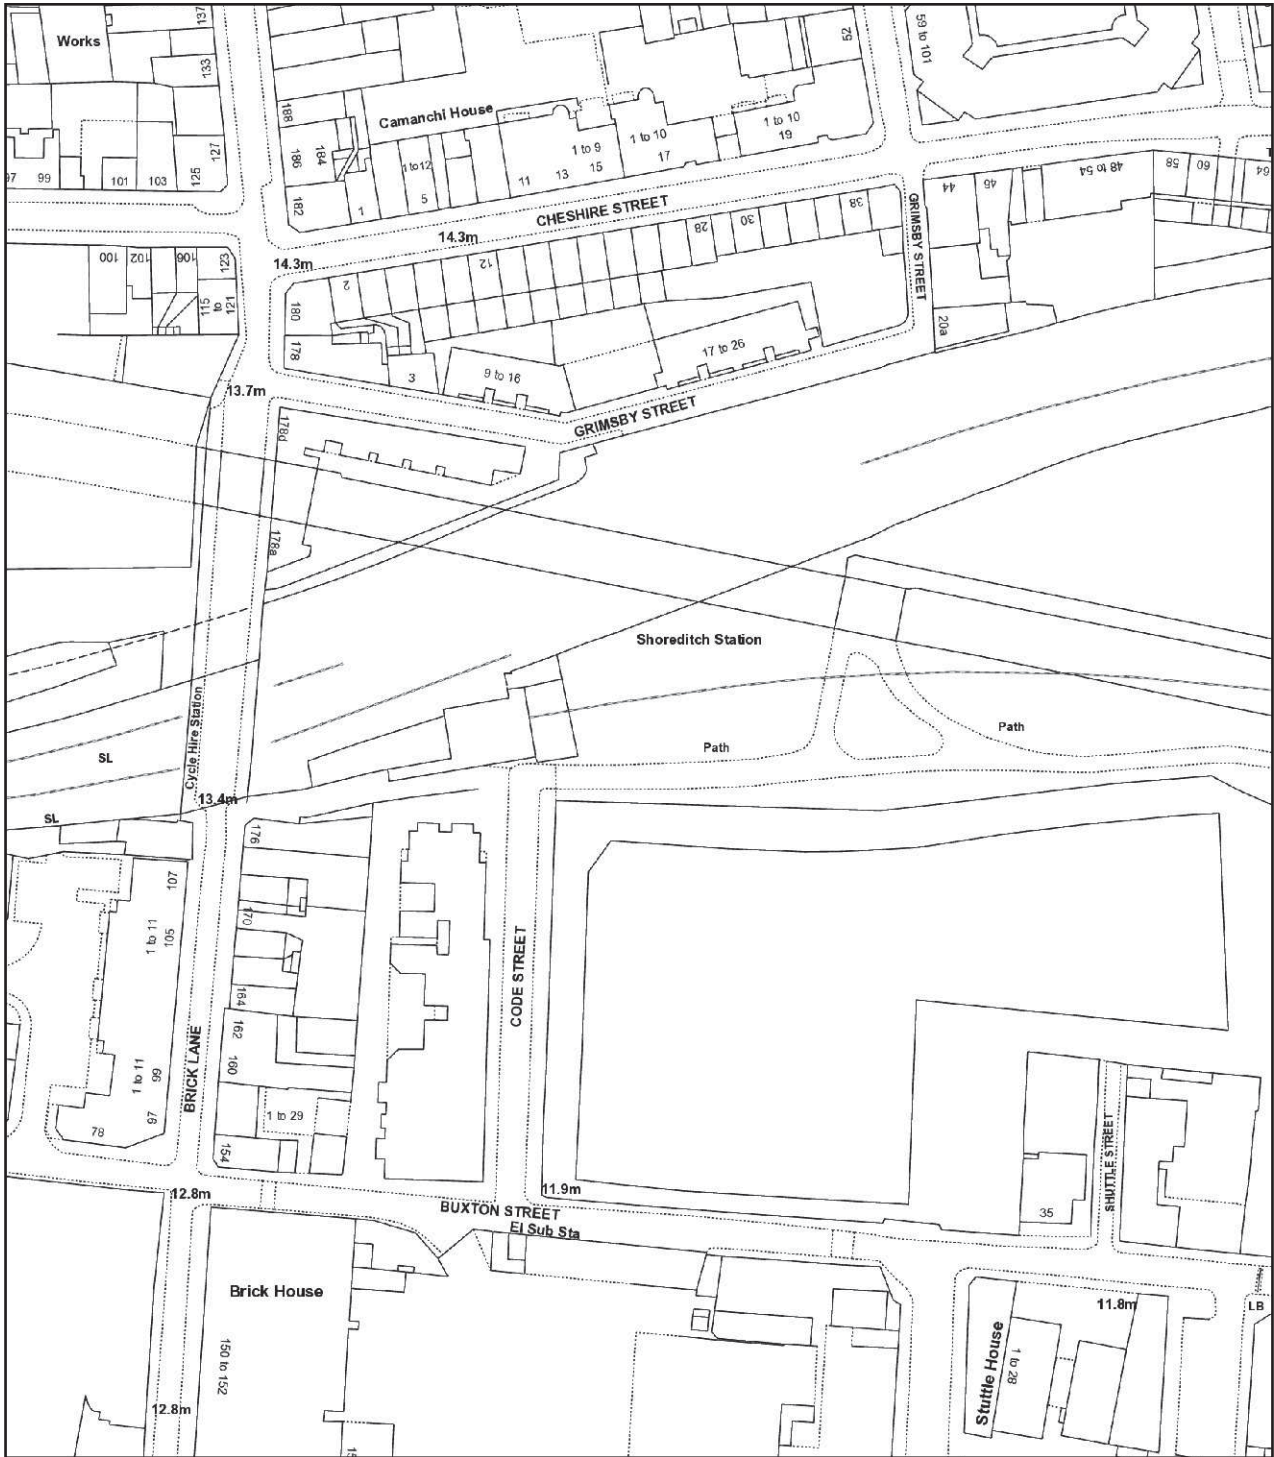 137
Works
133
52
59 to 101
188
Camanchi House
1 to 10
19
1 to 10
17
127
186
184
1 to 12
1 to 9
15
97
99
101
103
125
182
1
5
11
13
44
46
48 to 54
58
60
64
CHESHIRE STREET
38
GRIMSBY STREET
14.3m
28
30
14.3m
12
100
102
106
123
115
to
121
2
180
178
20a
3
9 to 16
17 to 26
13.7m
178d
GRIMSBY STREET
178a
Shoreditch Station
Cycle Hire Station
Path
Path
SL
13.4m
SL
176
107
1 to 11
105
170
CODE STREET
164
162
160
BRICK LANE
1 to 11
99
97
78
1 to 29
154
SHUTTLE STREET
12.8m
11.9m
BUXTON STREET
El Sub Sta
35
Brick House
11.8m
LB
150 to 152
Stuttle House
1 to 28
12.8m